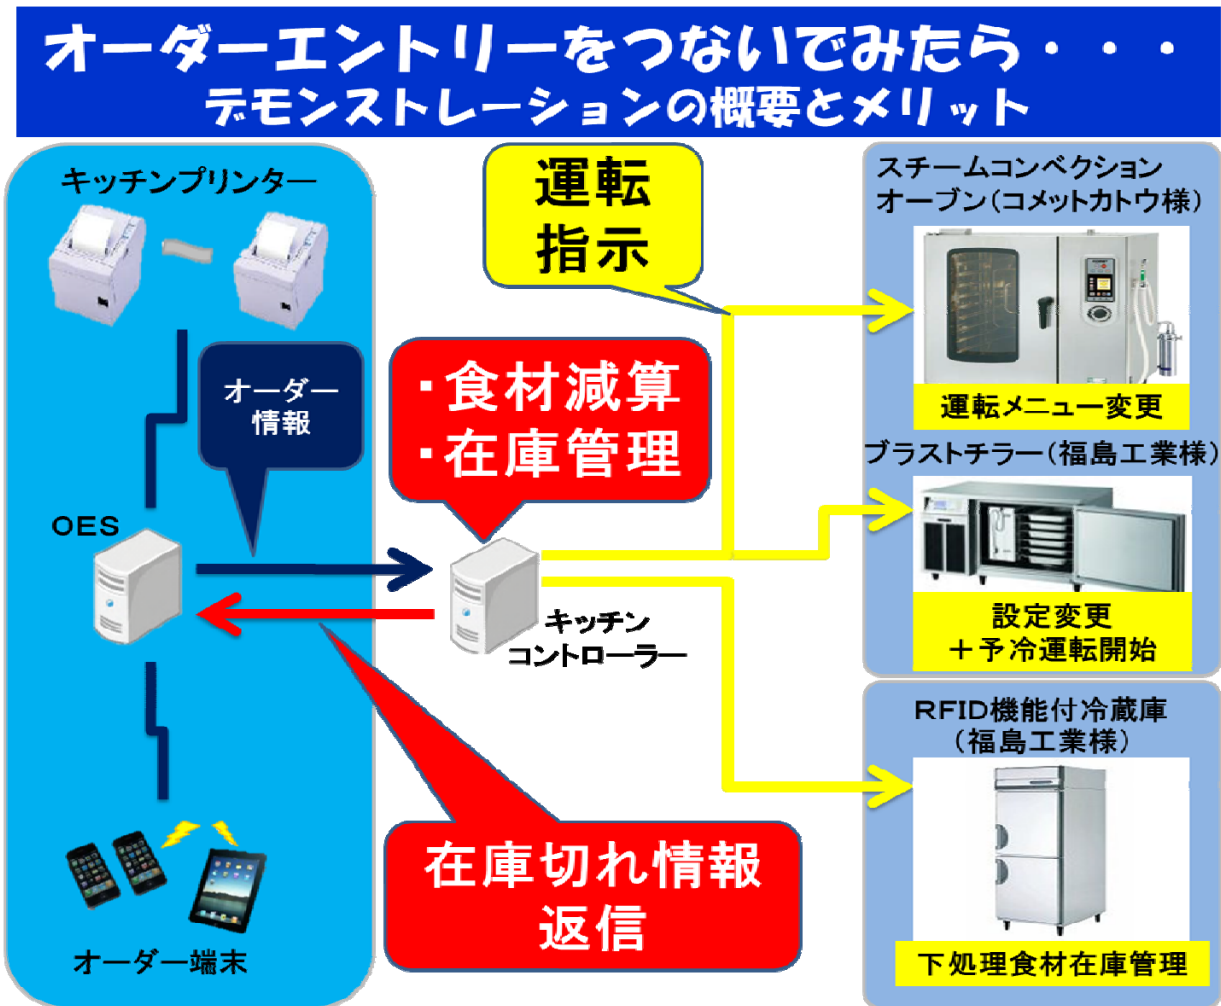 オーダーエントリーをつないでみたら・・・
デモンストレーションの概要とメリット
キッチンプリンター
オーダー
情報
OES
オーダー端末
運転
指示
・食材減算
・在庫管理
キッチン
コントローラー
在庫切れ情報
返信
スチームコンベクション
オーブン(コメットカトウ様)
運転メニュー変更
ブラストチラー(福島工業様)
設定変更
+予冷運転開始
RFID機能付冷蔵庫
(福島工業様)
下処理食材在庫管理